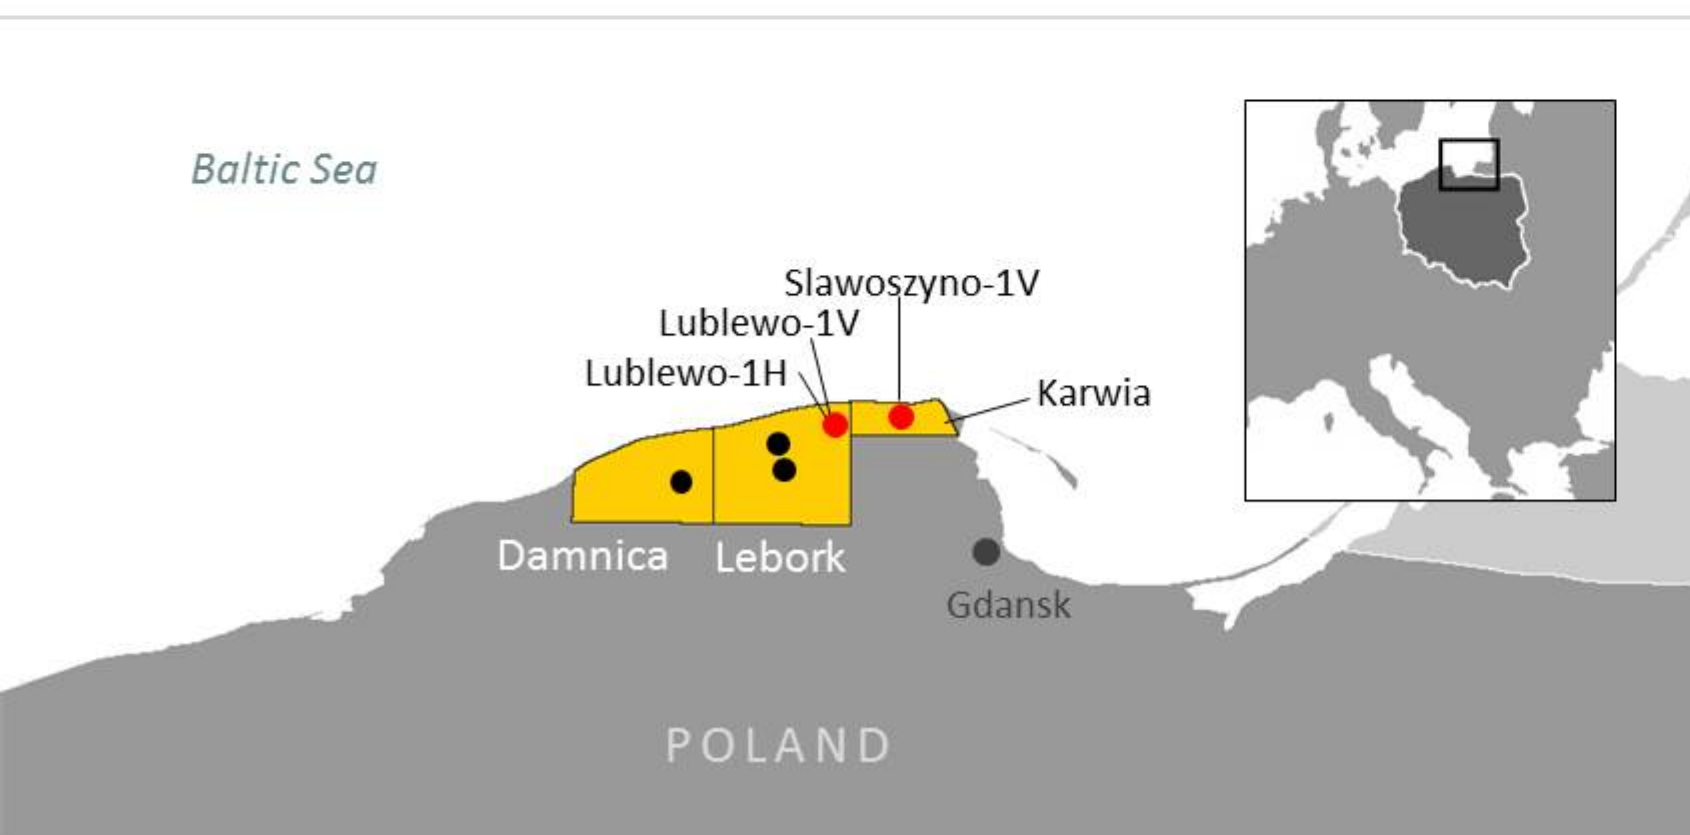 Baltic Sea
Slawoszyno-1V
Lublewo-1V
Lublewo-1H
Karwia
Damnica
Lebork
Gdansk
POLAND